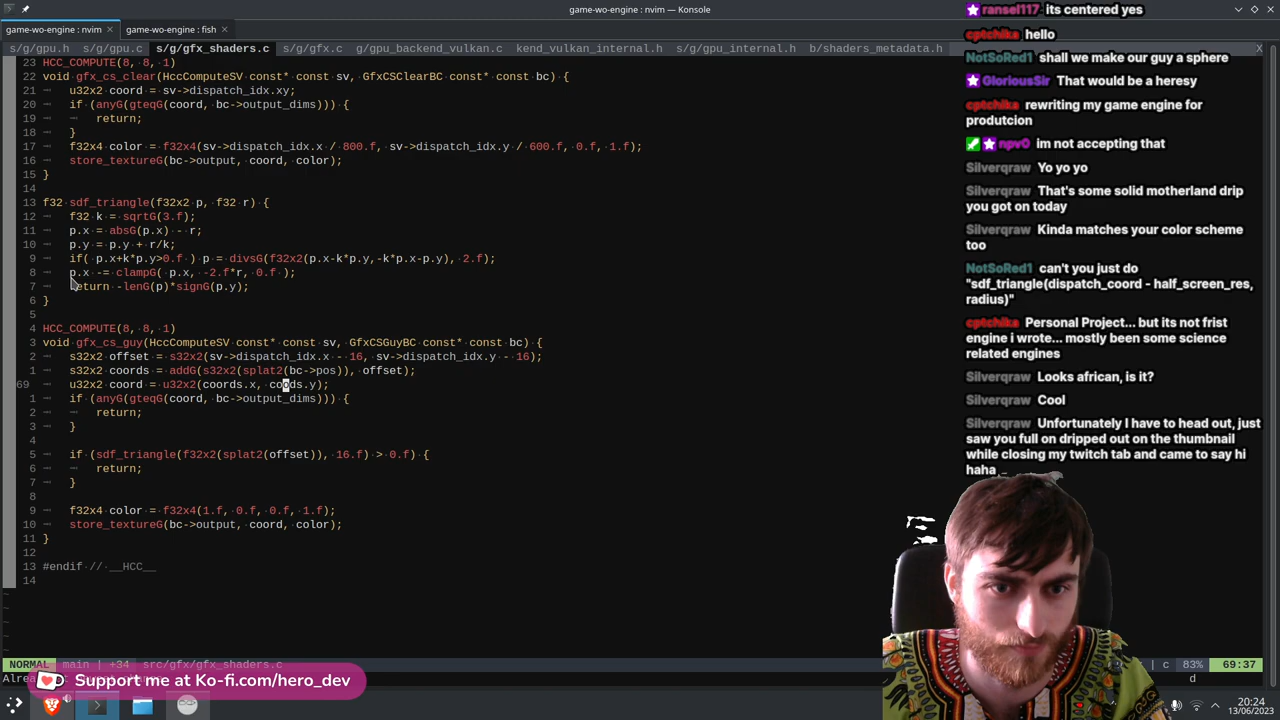 game-wo-engine : nvim — Konsole
game-wo-engine : nvim
game-wo-engine : fish
s/g/gpu.h s/g/gpu.c s/g/gfx_shaders.c s/g/gfx.c g/gpu_backend_vulkan.c kend_vulkan_internal.h s/g/gpu_internal.h b/shaders_metadata.h X
23 HCC_COMPUTE(8, 8, 1)
22 void gfx_cs_clear(HccComputeSV const* const sv, GfxCSClearBC const* const bc) {
21 u32x2 coord = sv->dispatch_idx.xy;
20 if (anyG(gteqG(coord, bc->output_dims))) {
19 return;
18 }
17 f32x4 color = f32x4(sv->dispatch_idx.x / 800.f, sv->dispatch_idx.y / 600.f, 0.f, 1.f);
16 store_textureG(bc->output, coord, color);
15 }
14
13 f32 sdf_triangle(f32x2 p, f32 r) {
12 f32 k = sqrtG(3.f);
11 p.x = absG(p.x) - r;
10 p.y = p.y + r/k;
9 if( p.x+k*p.y>0.f ) p = divsG(f32x2(p.x-k*p.y,-k*p.x-p.y), 2.f);
8 p.x -= clampG( p.x, -2.f*r, 0.f );
7 return -lenG(p)*signG(p.y);
6 }
5
4 HCC_COMPUTE(8, 8, 1)
3 void gfx_cs_guy(HccComputeSV const* const sv, GfxCSGuyBC const* const bc) {
2 s32x2 offset = s32x2(sv->dispatch_idx.x - 16, sv->dispatch_idx.y - 16);
1 s32x2 coords = addG(s32x2(splat2(bc->pos)), offset);
69 u32x2 coord = u32x2(coords.x, coods.y);
1 if (anyG(gteqG(coord, bc->output_dims))) {
2 return;
3 }
4
5 if (sdf_triangle(f32x2(splat2(offset)), 16.f) > 0.f) {
6 return;
7 }
8
9 f32x4 color = f32x4(1.f, 0.f, 0.f, 1.f);
10 store_textureG(bc->output, coord, color);
11 }
12
13 #endif // __HCC__
14
~
~
~
~
~
NORMAL main | +34 src/gfx/gfx_shaders.c | c 83% 69:37
Alrea d
Support me at Ko-fi.com/hero_dev
ransel117 its centered yes
cptchika hello
NotSoRed1 shall we make our guy a sphere
GloriousSir That would be a heresy
cptchika rewriting my game engine for
produtcion
npv0 im not accepting that
Silverqraw Yo yo yo
Silverqraw That's some solid motherland drip
you got on today
Silverqraw Kinda matches your color scheme
too
NotSoRed1 can't you just do
"sdf_triangle(dispatch_coord - half_screen_res,
radius)"
cptchika Personal Project... but its not frist
engine i wrote... mostly been some science
related engines
Silverqraw Looks african, is it?
Silverqraw Cool
Silverqraw Unfortunately I have to head out, just
saw you full on dripped out on the thumbnail
while closing my twitch tab and came to say hi
haha
20:24
13/06/2023